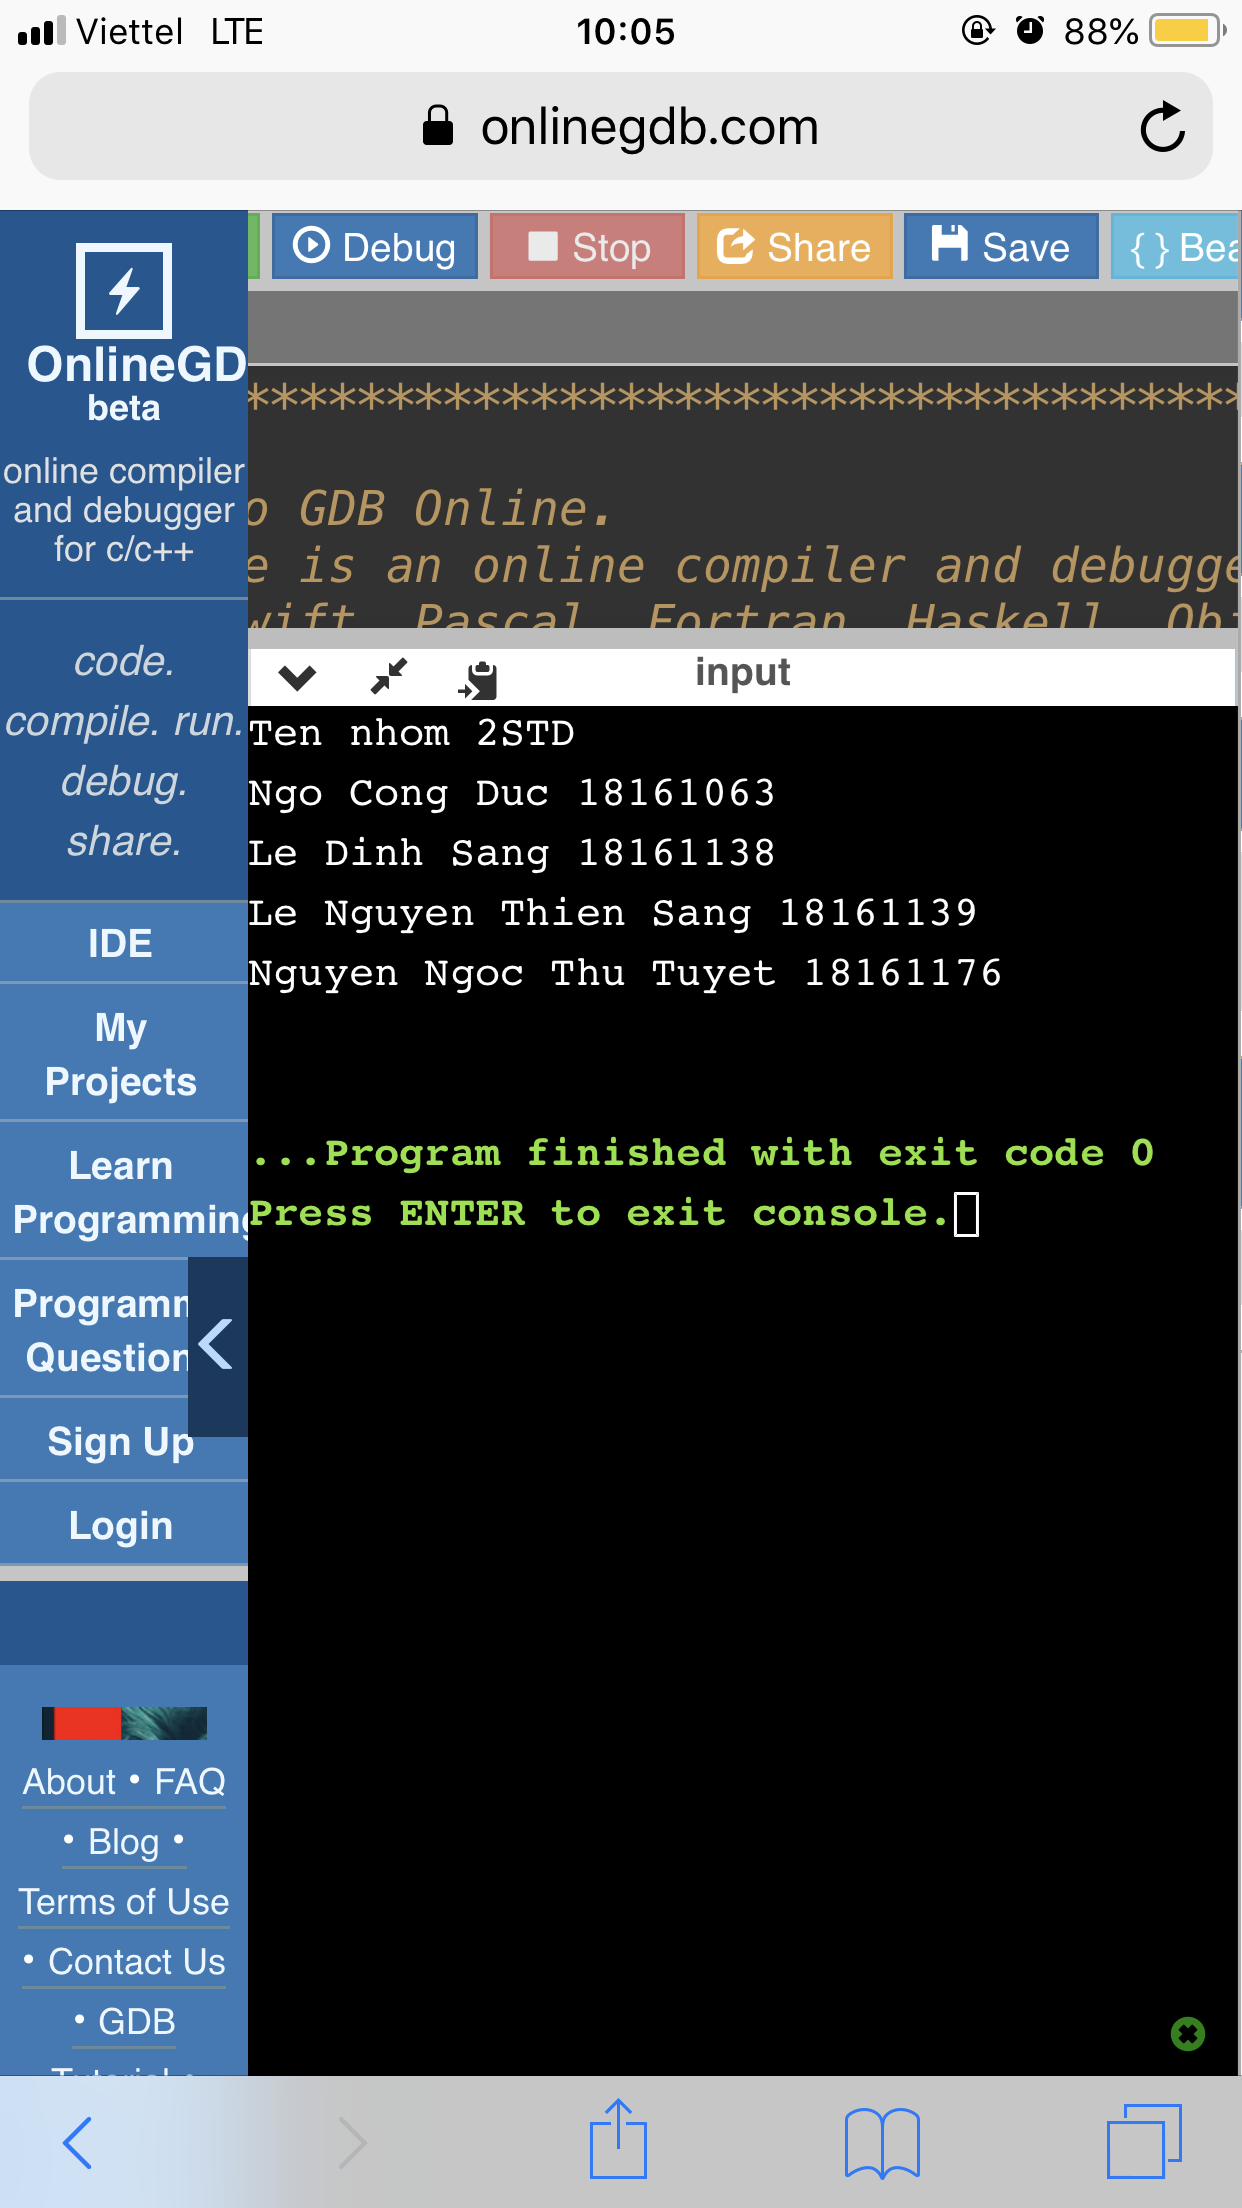 Viettel LTE 10:05 88%
onlinegdb.com
Debug Stop Share Save { } Bea
OnlineGD
beta
online compiler
and debugger
for c/c++
code.
compile. run.
debug.
share.
IDE
My
Projects
Learn
Programming
Programm
Question
Sign Up
Login
About • FAQ
• Blog •
Terms of Use
• Contact Us
• GDB
Tutorial •
*********************************
o GDB Online.
e is an online compiler and debugge
wift, Pascal, Fortran, Haskell, Obj
input
Ten nhom 2STD
Ngo Cong Duc 18161063
Le Dinh Sang 18161138
Le Nguyen Thien Sang 18161139
Nguyen Ngoc Thu Tuyet 18161176
...Program finished with exit code 0
Press ENTER to exit console.